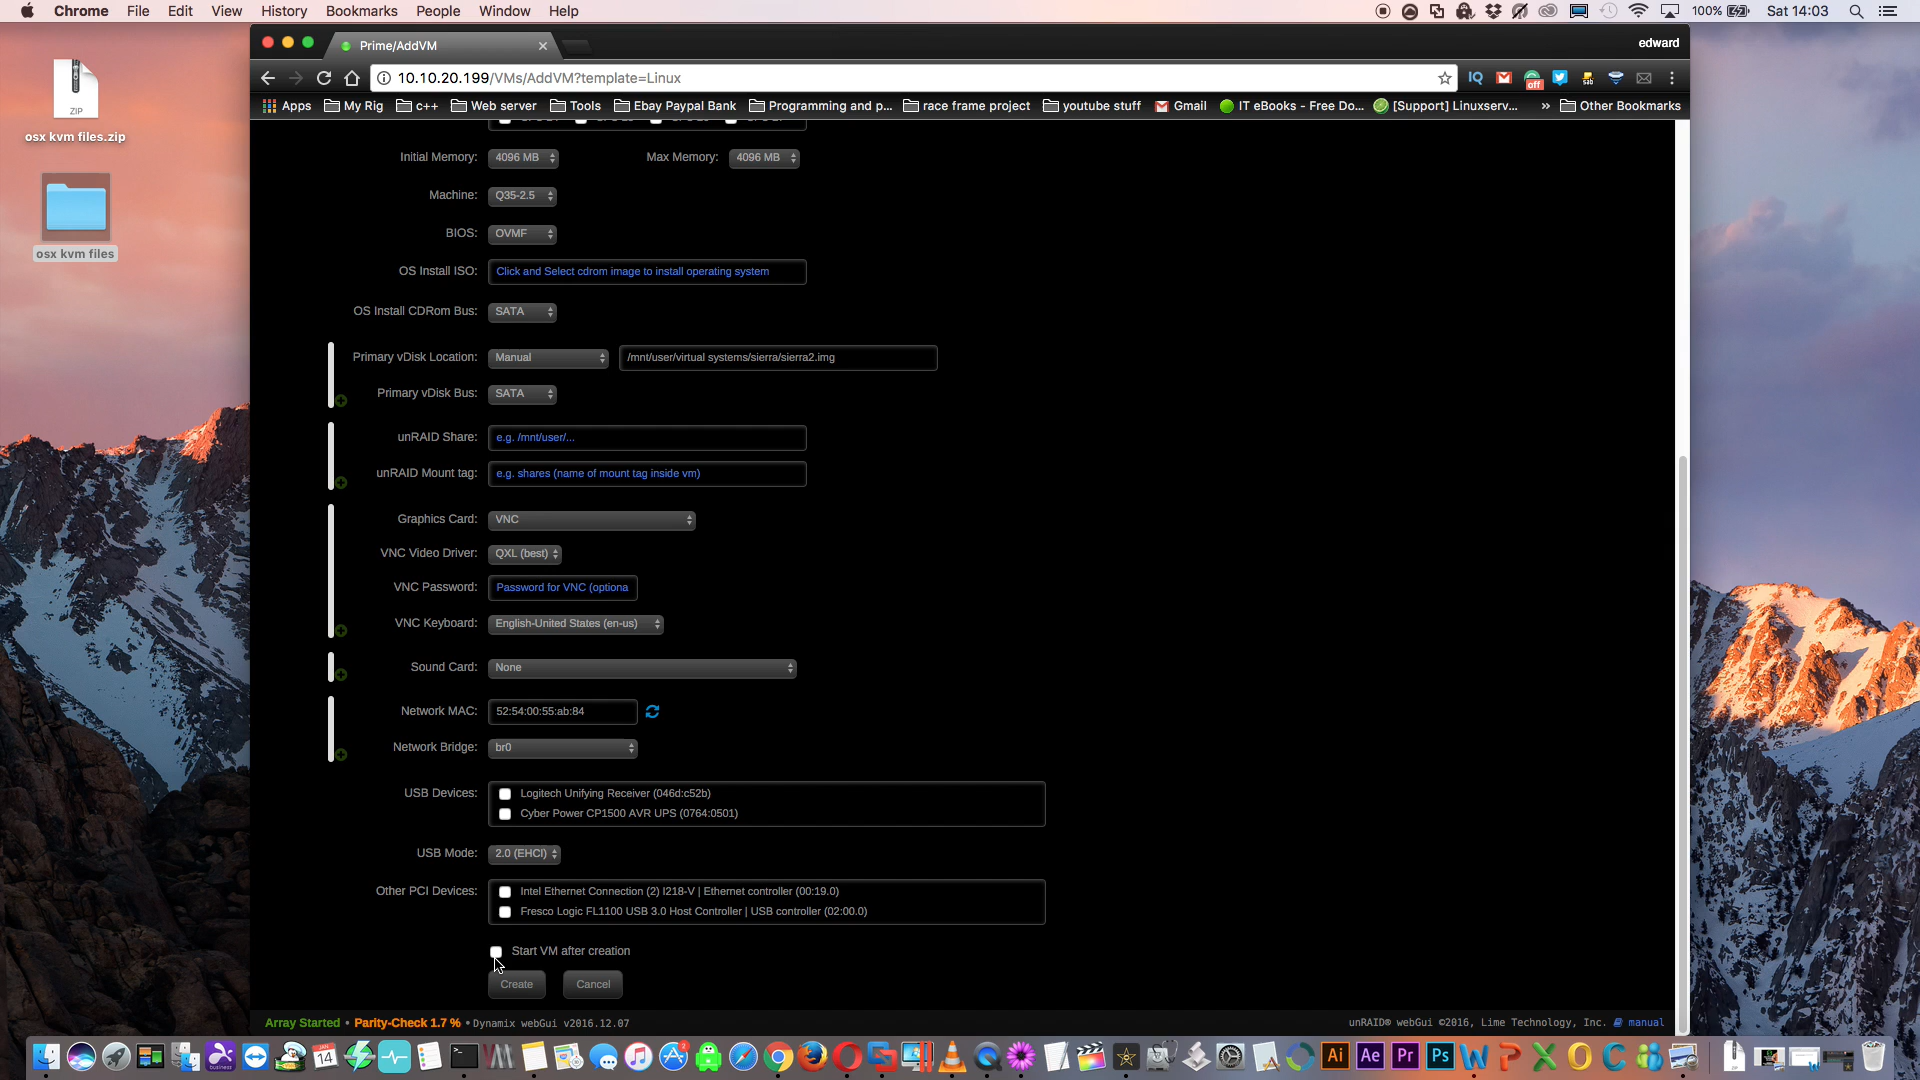 Chrome File Edit View History Bookmarks People Window Help
100% Sat 14:03
Prime/AddVM
edward
10.10.20.199/VMs/AddVM?template=Linux
IQ off sab
Apps My Rig c++ Web server Tools Ebay Paypal Bank Programming and p... race frame project youtube stuff Gmail IT eBooks - Free Do... [Support] Linuxserv... » Other Bookmarks
ZIP
osx kvm files.zip
osx kvm files
Initial Memory: 4096 MB Max Memory: 4096 MB
Machine: Q35-2.5
BIOS: OVMF
OS Install ISO: Click and Select cdrom image to install operating system
OS Install CDRom Bus: SATA
Primary vDisk Location: Manual /mnt/user/virtual systems/sierra/sierra2.img
Primary vDisk Bus: SATA
unRAID Share: e.g. /mnt/user/...
unRAID Mount tag: e.g. shares (name of mount tag inside vm)
Graphics Card: VNC
VNC Video Driver: QXL (best)
VNC Password: Password for VNC (optiona
VNC Keyboard: English-United States (en-us)
Sound Card: None
Network MAC: 52:54:00:55:ab:84
Network Bridge: br0
USB Devices: Logitech Unifying Receiver (046d:c52b)
Cyber Power CP1500 AVR UPS (0764:0501)
USB Mode: 2.0 (EHCI)
Other PCI Devices: Intel Ethernet Connection (2) I218-V | Ethernet controller (00:19.0)
Fresco Logic FL1100 USB 3.0 Host Controller | USB controller (02:00.0)
Start VM after creation
Create Cancel
Array Started • Parity-Check 1.7 % • Dynamix webGui v2016.12.07
unRAID® webGui ©2016, Lime Technology, Inc. manual
14 2 Ai Ae Pr Ps